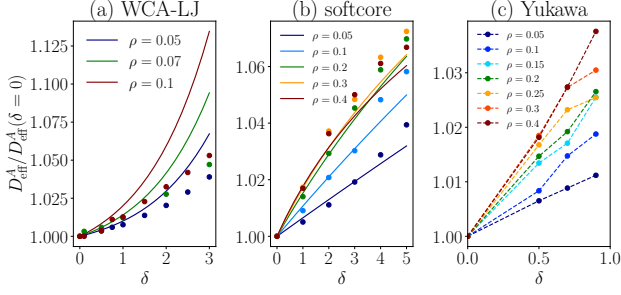 (a) WCA-LJ
D^A_eff/D^A_eff(δ = 0)
1.125
1.100
1.075
1.050
1.025
1.000
ρ = 0.05
ρ = 0.07
ρ = 0.1
0 1 2 3
δ
(b) softcore
1.06
1.04
1.02
1.00
ρ = 0.05
ρ = 0.1
ρ = 0.2
ρ = 0.3
ρ = 0.4
0 1 2 3 4 5
δ
(c) Yukawa
1.03
1.02
1.01
1.00
ρ = 0.05
ρ = 0.1
ρ = 0.15
ρ = 0.2
ρ = 0.25
ρ = 0.3
ρ = 0.4
0.0 0.5 1.0
δ